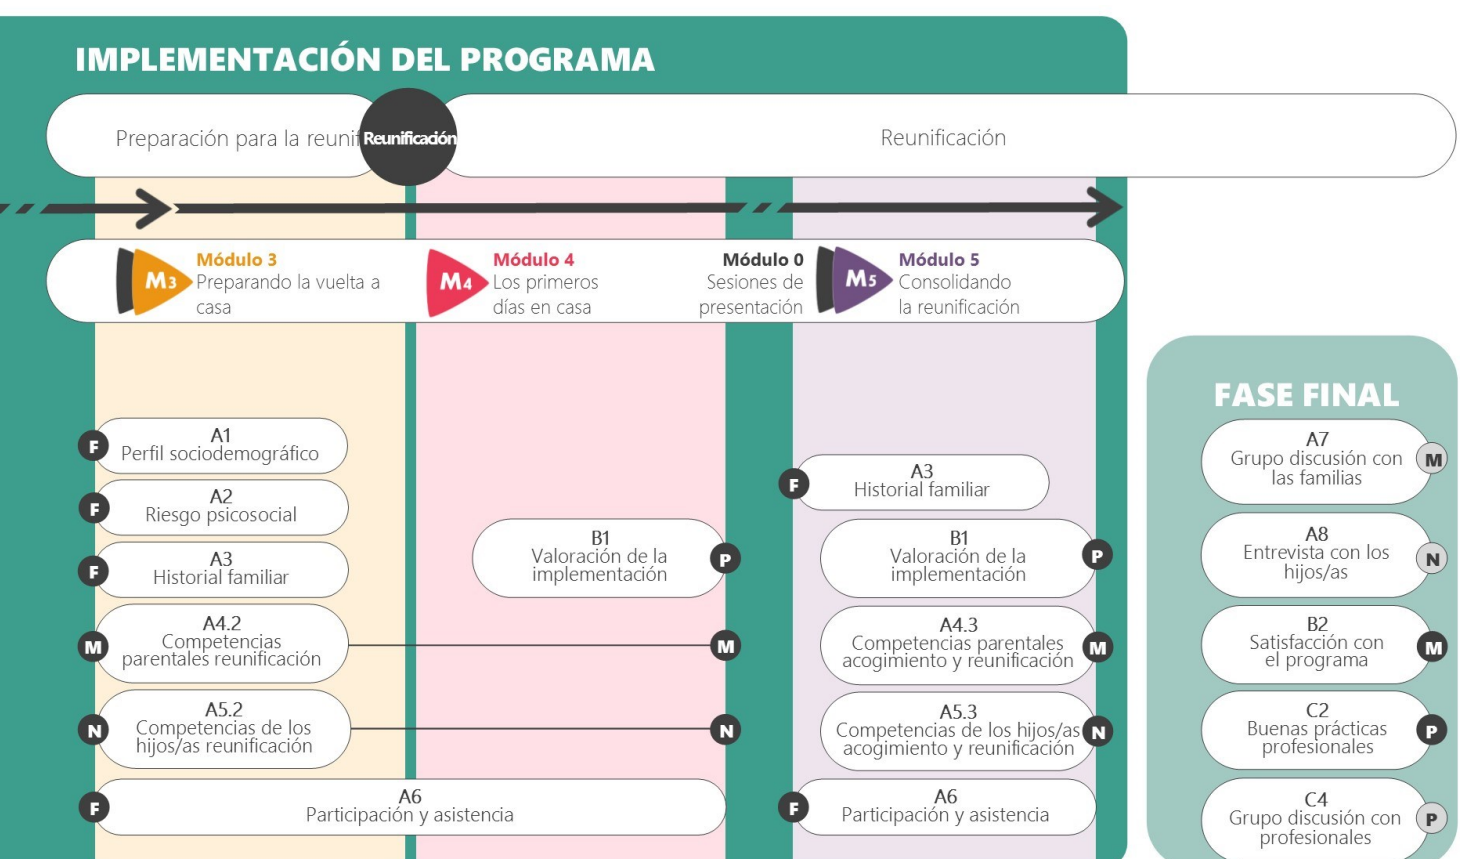 IMPLEMENTACIÓN DEL PROGRAMA
Preparación para la reunif
Reunificación
Reunificación
M3
Módulo 3
Preparando la vuelta a
casa
M4
Módulo 4
Los primeros
días en casa
Módulo 0
Sesiones de
presentación
M5
Módulo 5
Consolidando
la reunificación
F
A1
Perfil sociodemográfico
F
A2
Riesgo psicosocial
F
A3
Historial familiar
M
A4.2
Competencias
parentales reunificación
M
N
A5.2
Competencias de los
hijos/as reunificación
N
F
A6
Participación y asistencia
B1
Valoración de la
implementación
P
F
A3
Historial familiar
B1
Valoración de la
implementación
P
A4.3
Competencias parentales
acogimiento y reunificación
M
A5.3
Competencias de los hijos/as
acogimiento y reunificación
N
F
A6
Participación y asistencia
FASE FINAL
A7
Grupo discusión con
las familias
M
A8
Entrevista con los
hijos/as
N
B2
Satisfacción con
el programa
M
C2
Buenas prácticas
profesionales
P
C4
Grupo discusión con
profesionales
P